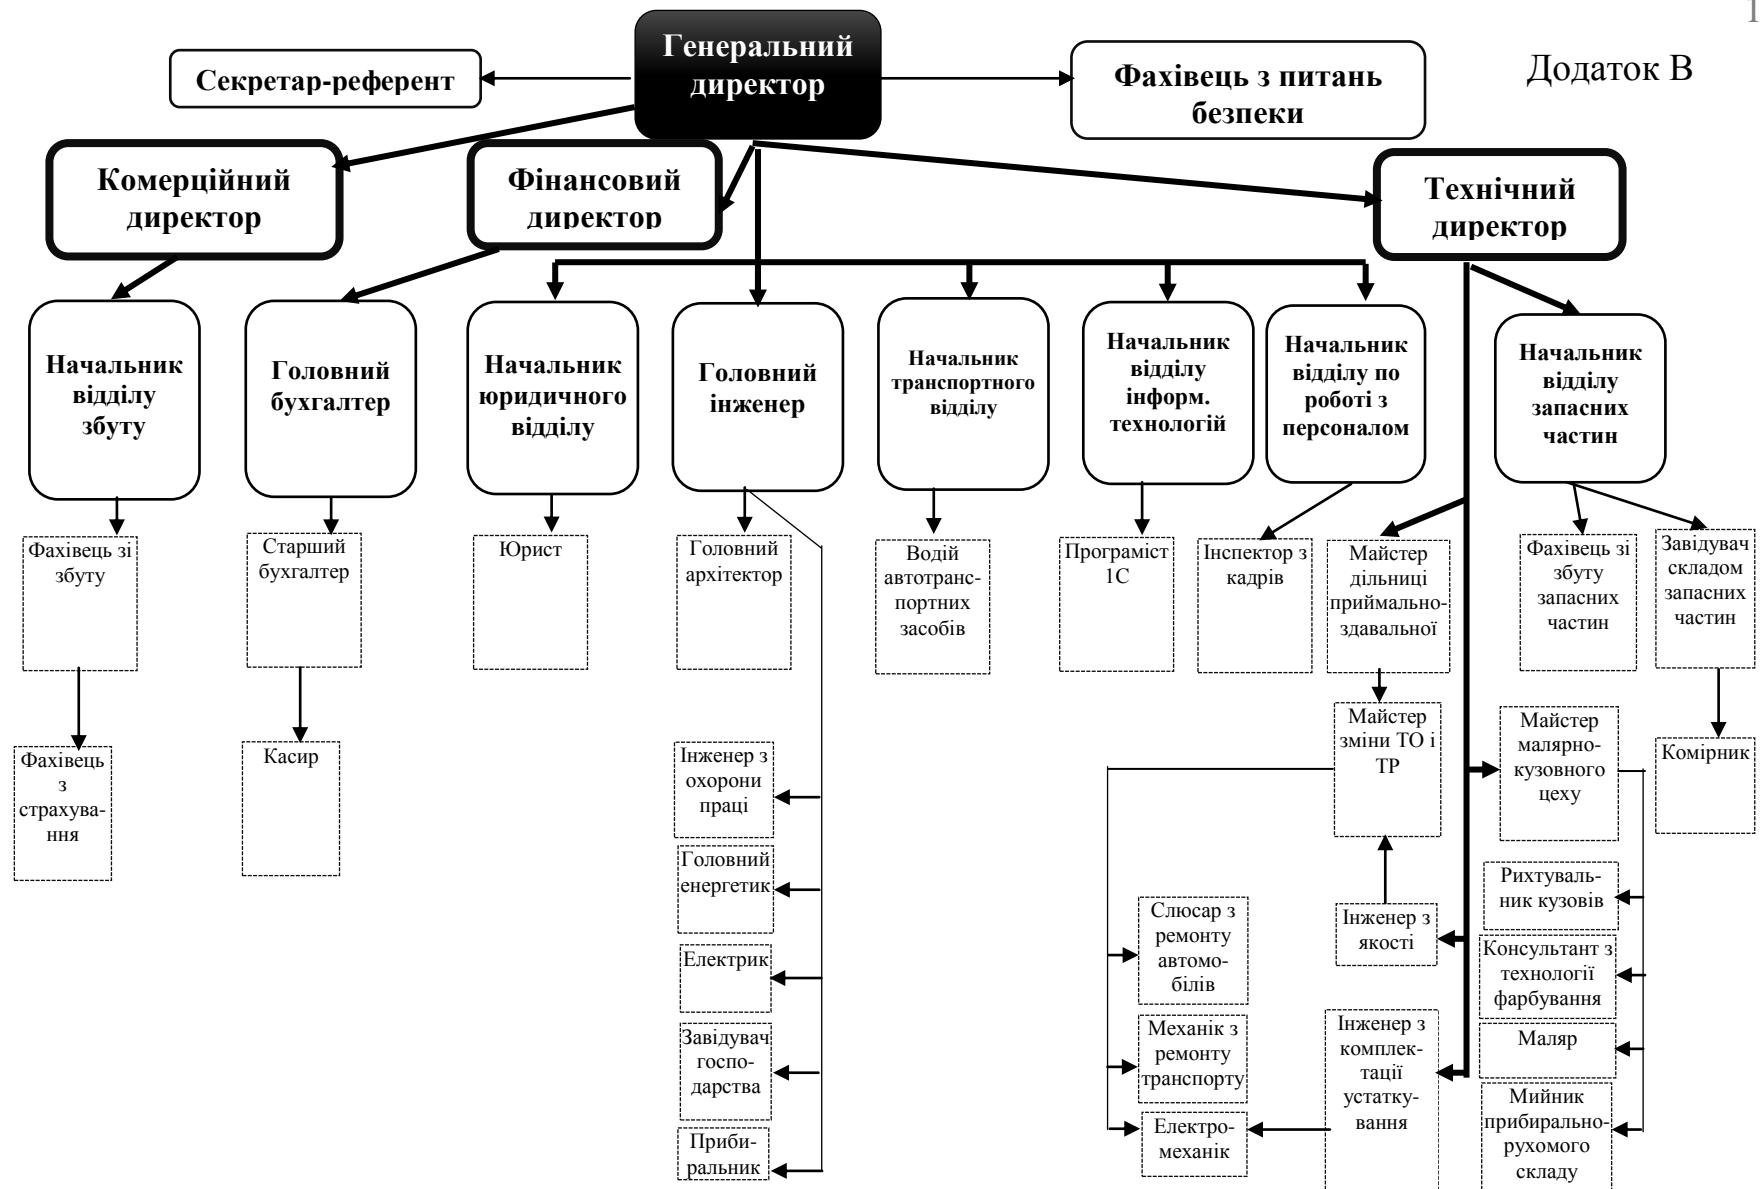 1
Додаток В
Генеральний
директор
Секретар-референт
Фахівець з питань
безпеки
Комерційний
директор
Фінансовий
директор
Технічний
директор
Начальник
відділу
збуту
Головний
бухгалтер
Начальник
юридичного
відділу
Головний
інженер
Начальник
транспортного
відділу
Начальник
відділу
інформ.
технологій
Начальник
відділу по
роботі з
персоналом
Начальник
відділу
запасних
частин
Фахівець зі
збуту
Старший
бухгалтер
Юрист
Головний
архітектор
Водій
автотранс-
портних
засобів
Програміст
1С
Інспектор з
кадрів
Майстер
дільниці
приймально-
здавальної
Фахівець зі
збуту
запасних
частин
Завідувач
складом
запасних
частин
Фахівець
з
страхува-
ння
Касир
Інженер з
охорони
праці
Майстер
зміни ТО і
ТР
Майстер
малярно-
кузовного
цеху
Комірник
Головний
енергетик
Електрик
Завідувач
госпо-
дарства
Приби-
ральник
Слюсар з
ремонту
автомо-
білів
Механік з
ремонту
транспорту
Електро-
механік
Інженер з
якості
Інженер з
комплек-
тації
устатку-
вання
Рихтуваль-
ник кузовів
Консультант з
технології
фарбування
Маляр
Мийник
прибирально-
рухомого
складу